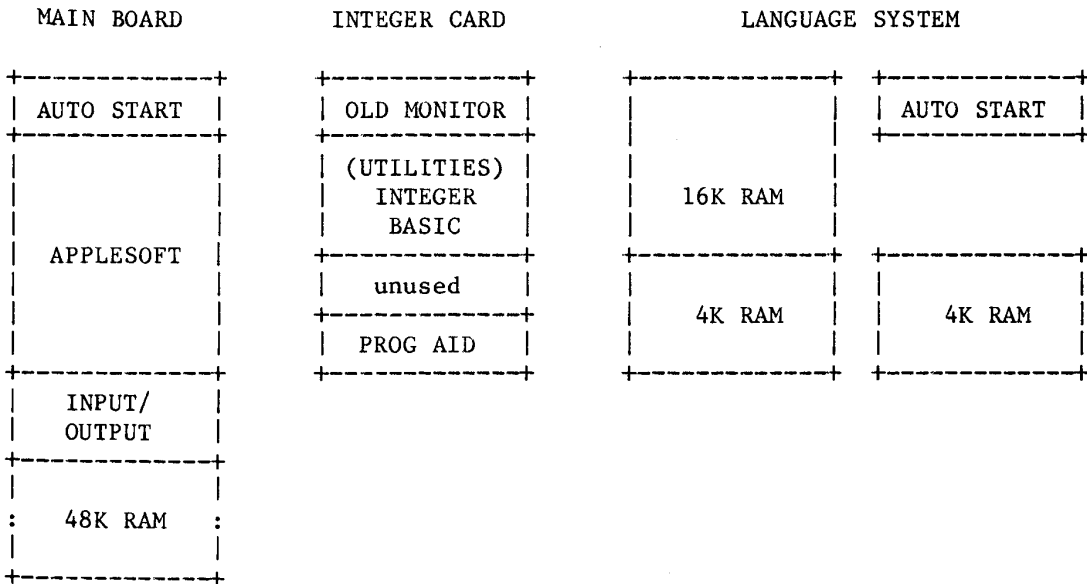 MAIN BOARD INTEGER CARD LANGUAGE SYSTEM
AUTO START OLD MONITOR AUTO START
(UTILITIES)
INTEGER 16K RAM
BASIC
APPLESOFT
unused
4K RAM 4K RAM
PROG AID
INPUT/
OUTPUT
48K RAM